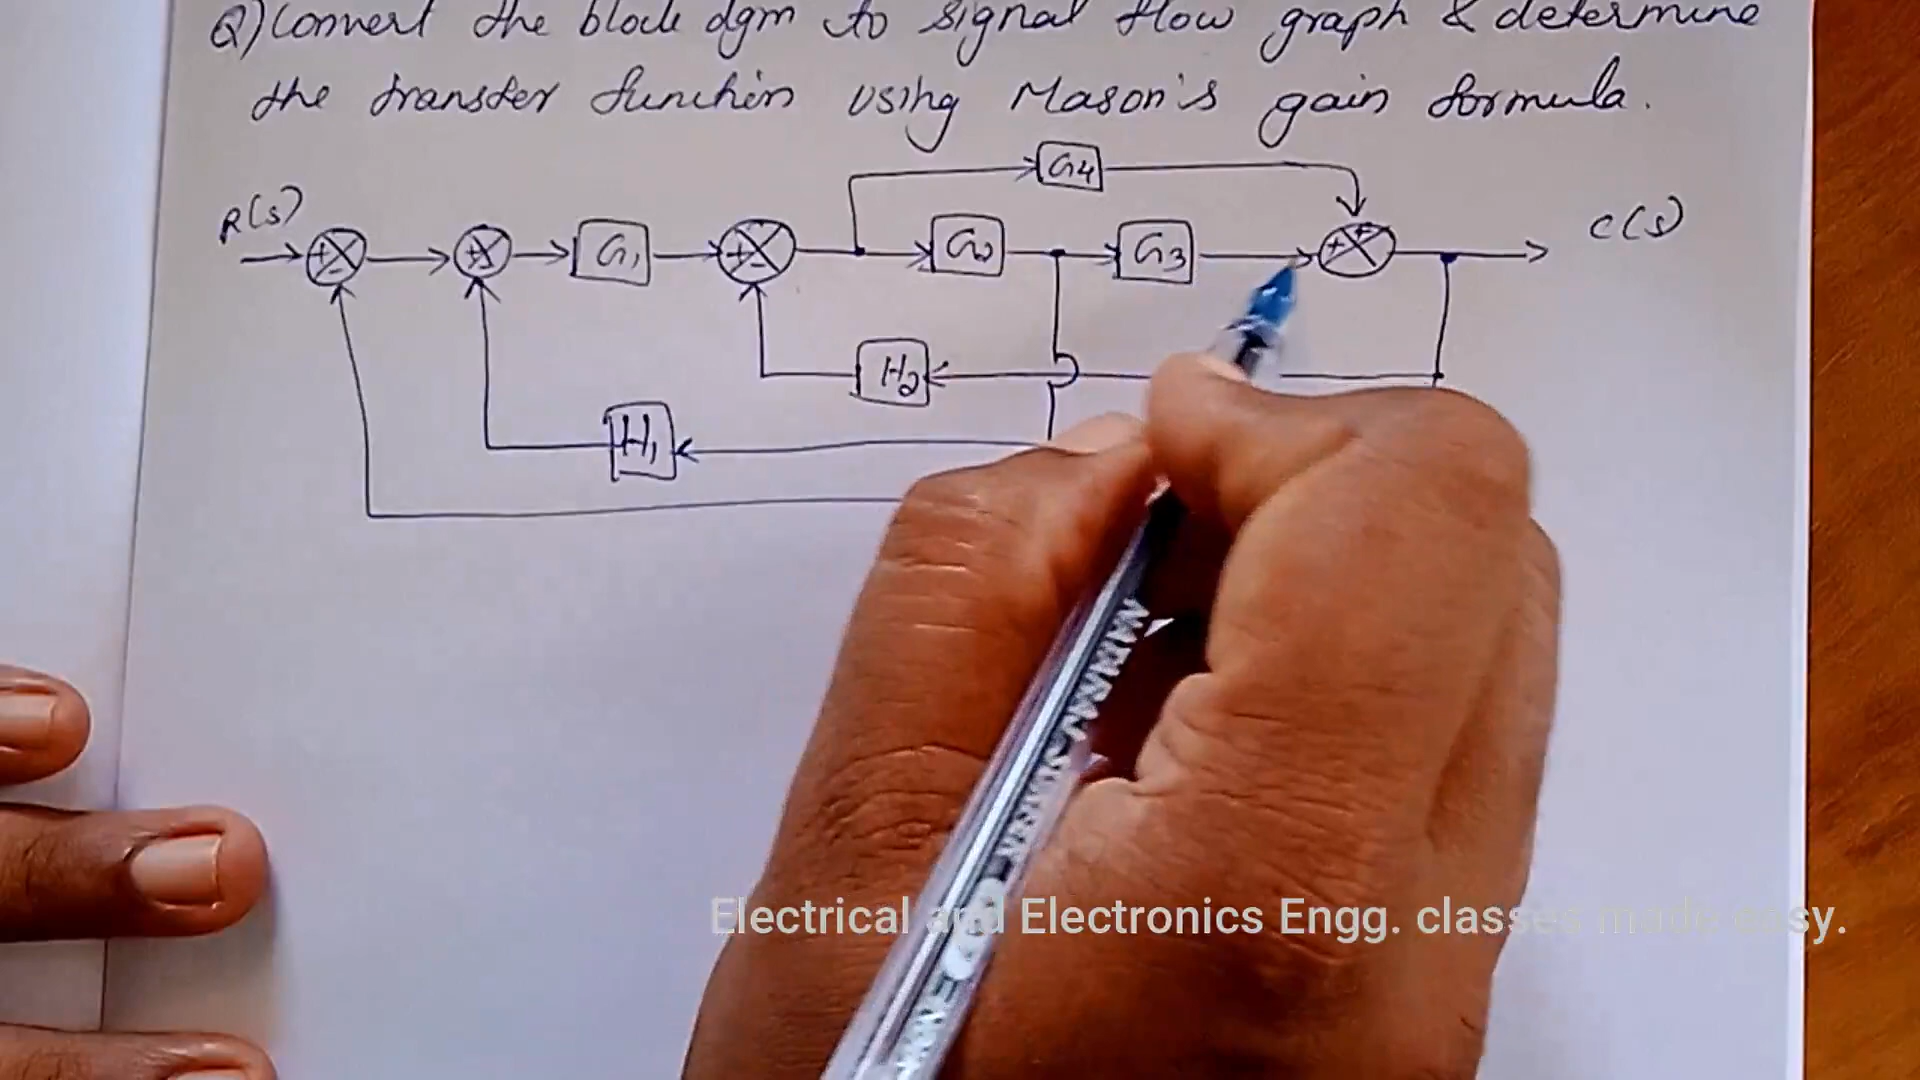 Q) Convert the block dgm to signal flow graph & determine
the transfer function using Mason's gain formula.
G4
R(s) + - + - G1 + - G2 G3 + + C(s)
H2
H1
NATARAJ
Electrical and Electronics Engg. classes made easy.